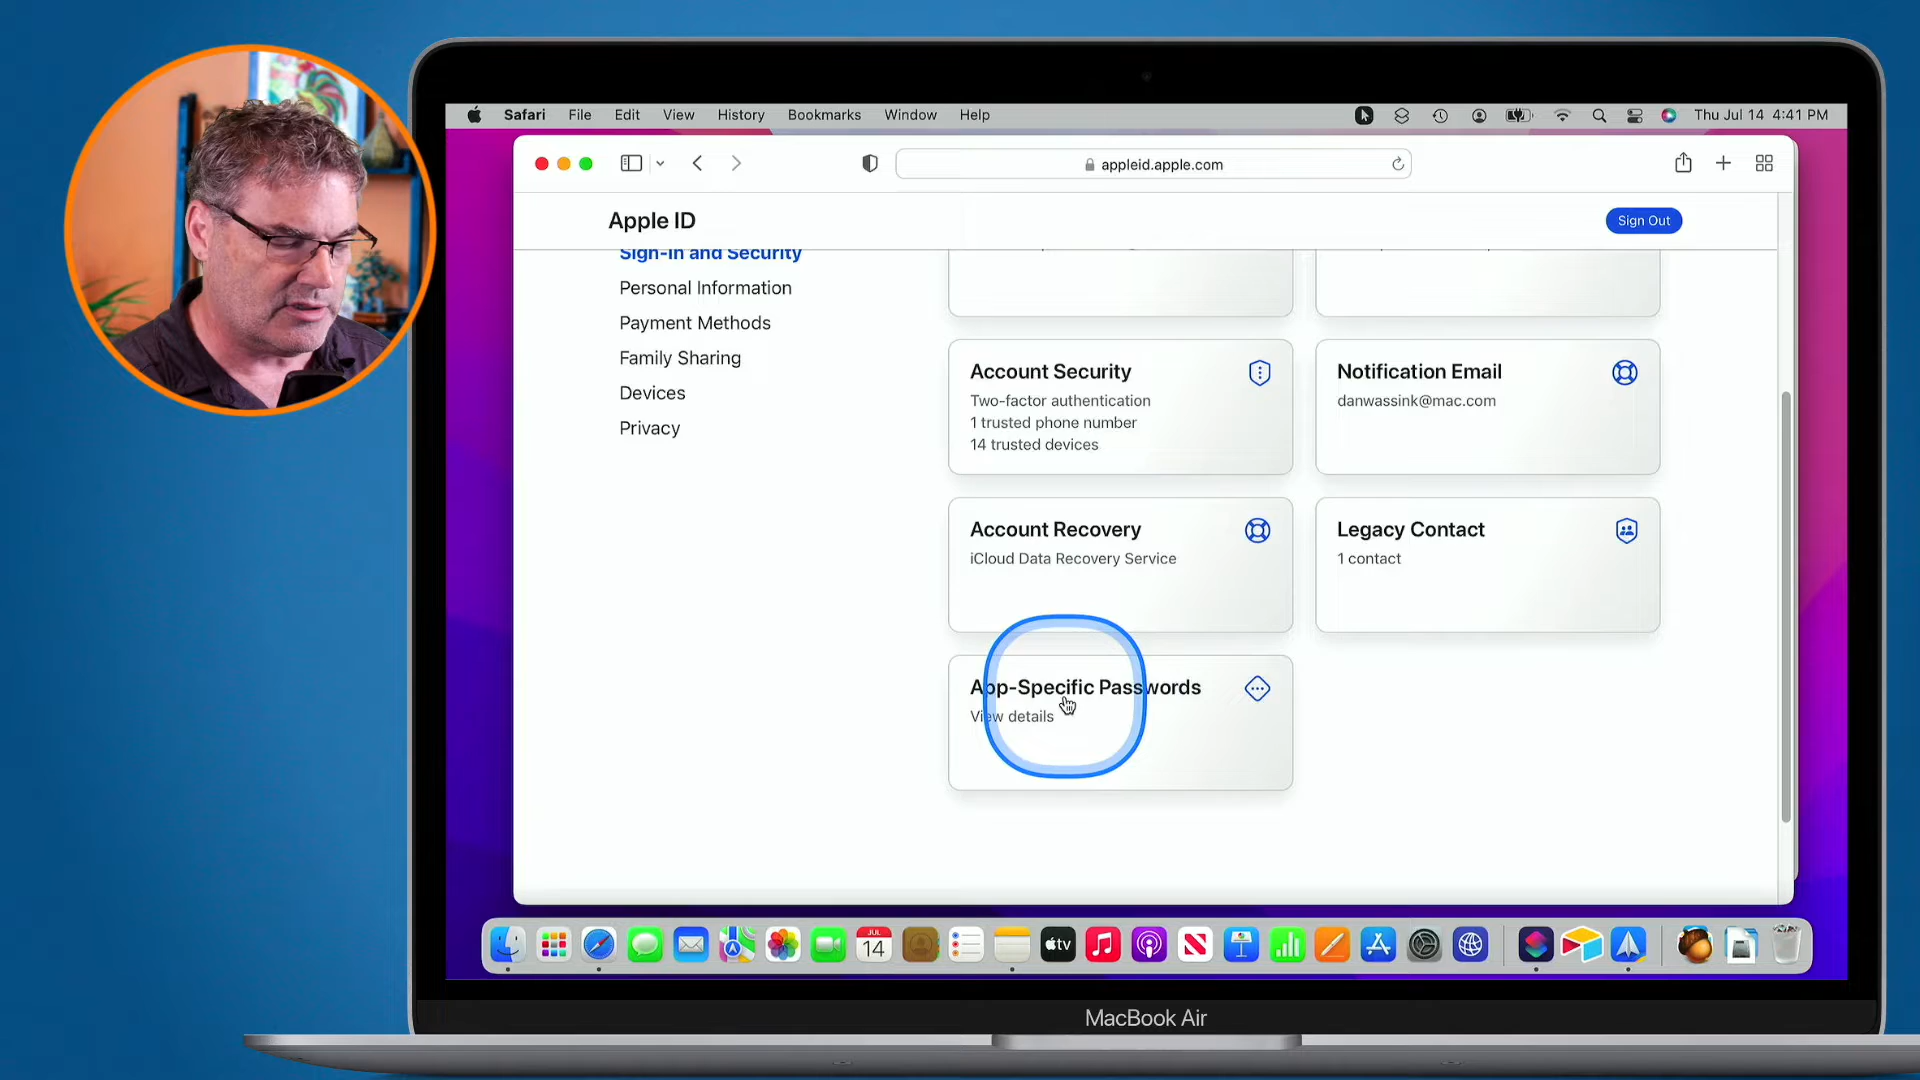 Safari File Edit View History Bookmarks Window Help
Thu Jul 14 4:41 PM
appleid.apple.com
Apple ID
Sign Out
Sign-In and Security
Personal Information
Payment Methods
Family Sharing
Devices
Privacy
Account Security
Two-factor authentication
1 trusted phone number
14 trusted devices
Notification Email
danwassink@mac.com
Account Recovery
iCloud Data Recovery Service
Legacy Contact
1 contact
App-Specific Passwords
View details
JUL
14
tv
MacBook Air